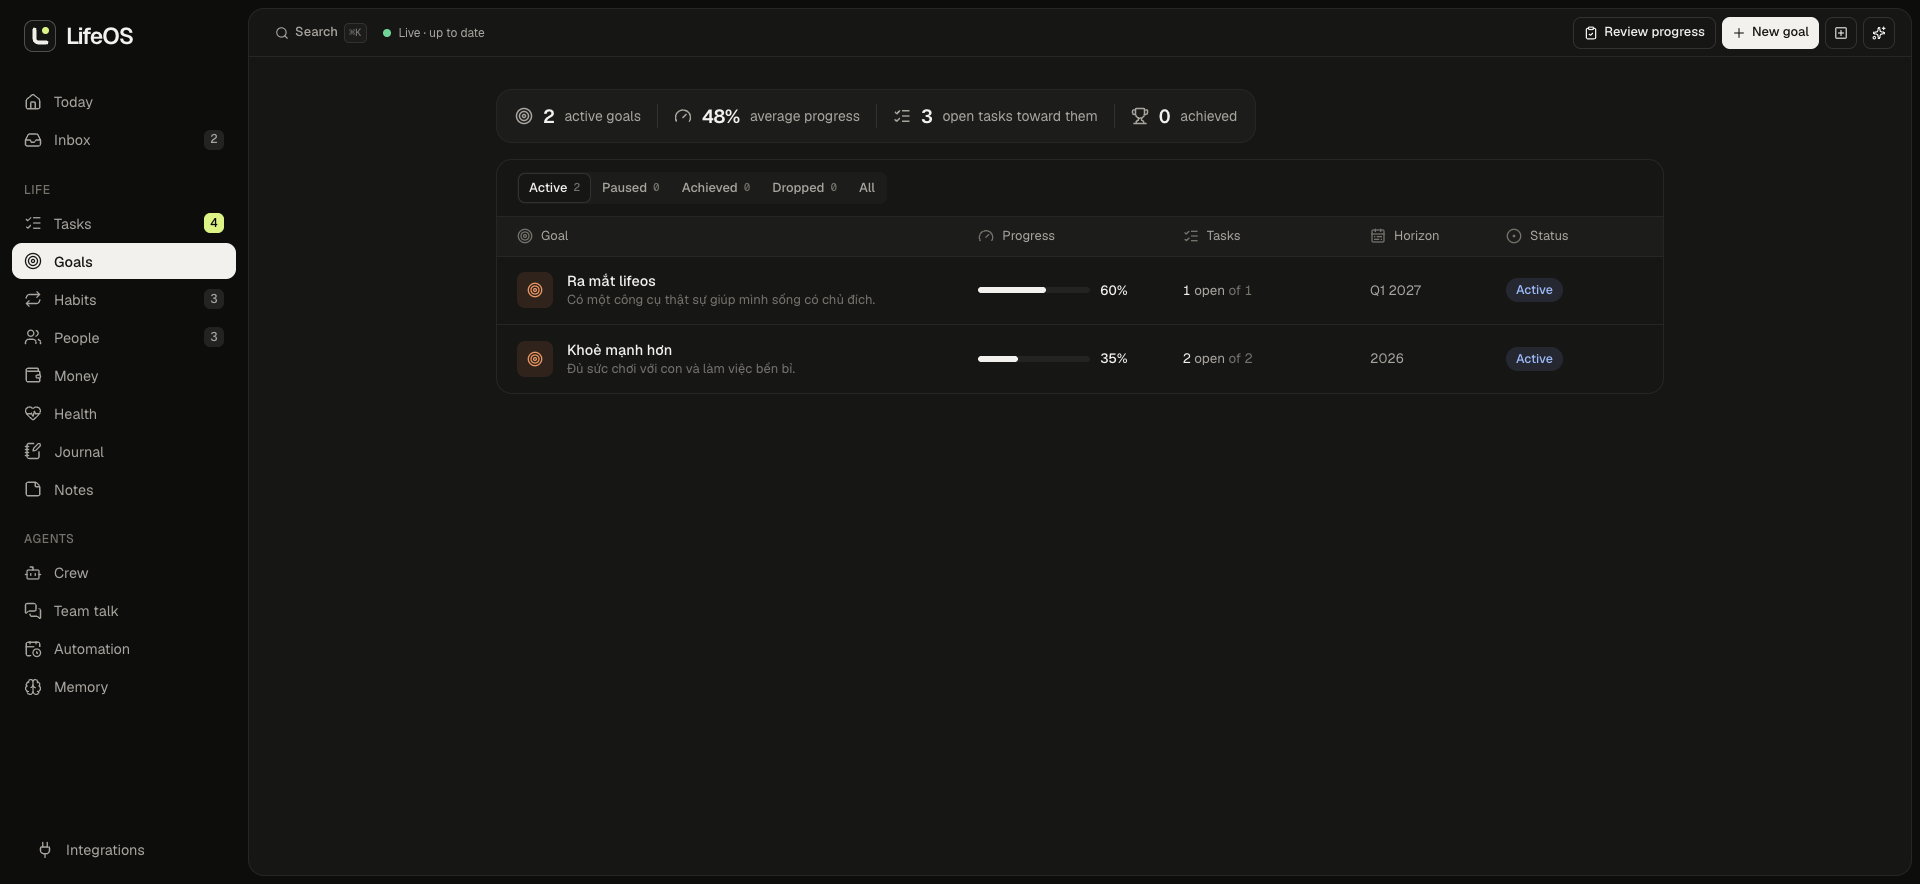 LifeOS
Search ⌘K Live · up to date
Review progress New goal
Today
Inbox 2
LIFE
Tasks 4
Goals
Habits 3
People 3
Money
Health
Journal
Notes
AGENTS
Crew
Team talk
Automation
Memory
Integrations
2 active goals 48% average progress 3 open tasks toward them 0 achieved
Active 2 Paused 0 Achieved 0 Dropped 0 All
Goal Progress Tasks Horizon Status
Ra mắt lifeos
Có một công cụ thật sự giúp mình sống có chủ đích.
60% 1 open of 1 Q1 2027 Active
Khoẻ mạnh hơn
Đủ sức chơi với con và làm việc bền bỉ.
35% 2 open of 2 2026 Active